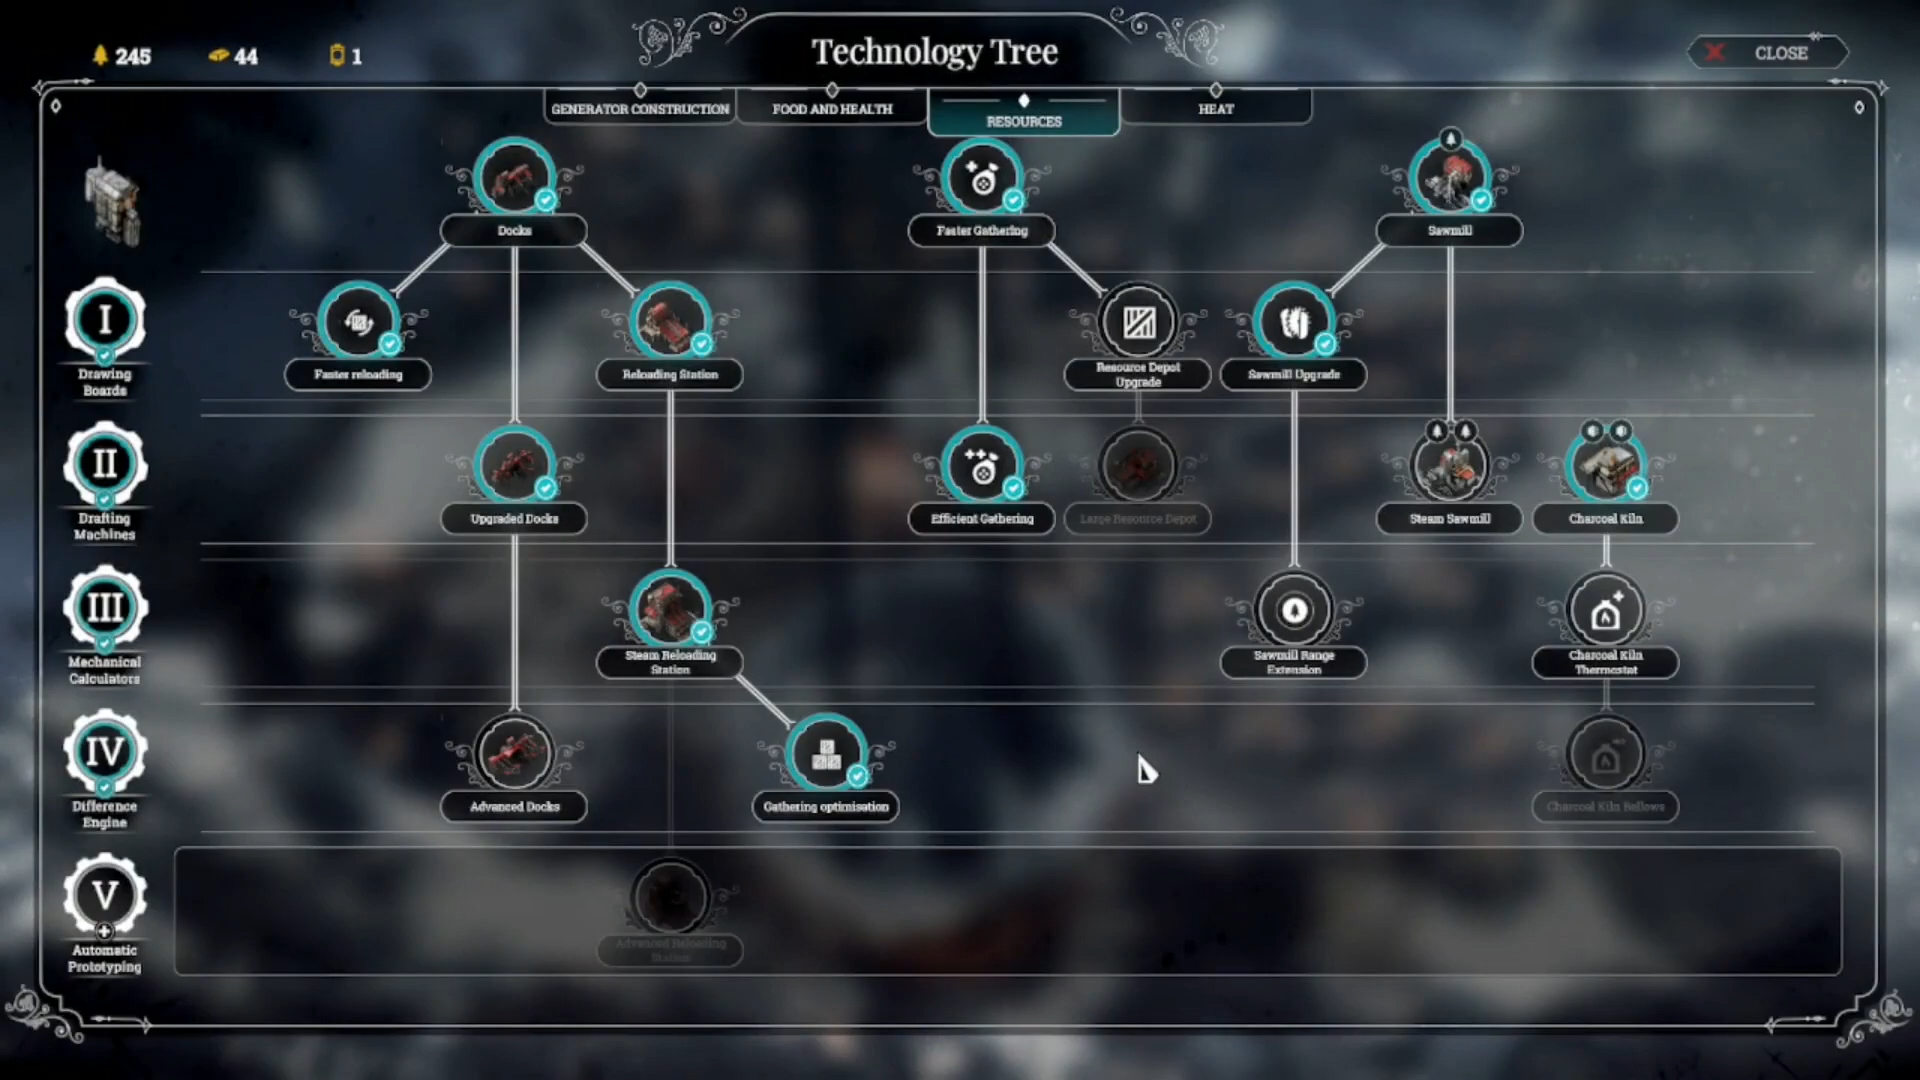 245
44
1
Technology Tree
CLOSE
GENERATOR CONSTRUCTION
FOOD AND HEALTH
RESOURCES
HEAT
Docks
Faster Gathering
Sawmill
I
Drawing
Boards
Faster reloading
Reloading Station
Resource Depot
Upgrade
Sawmill Upgrade
II
Drafting
Machines
Upgraded Docks
Efficient Gathering
Large Resource Depot
Steam Sawmill
Charcoal Kiln
III
Mechanical
Calculators
Steam Reloading
Station
Sawmill Range
Extension
Charcoal Kiln
Thermostat
IV
Difference
Engine
Advanced Docks
Gathering optimisation
Charcoal Kiln Bellows
V
Automatic
Prototyping
Advanced Reloading
Station